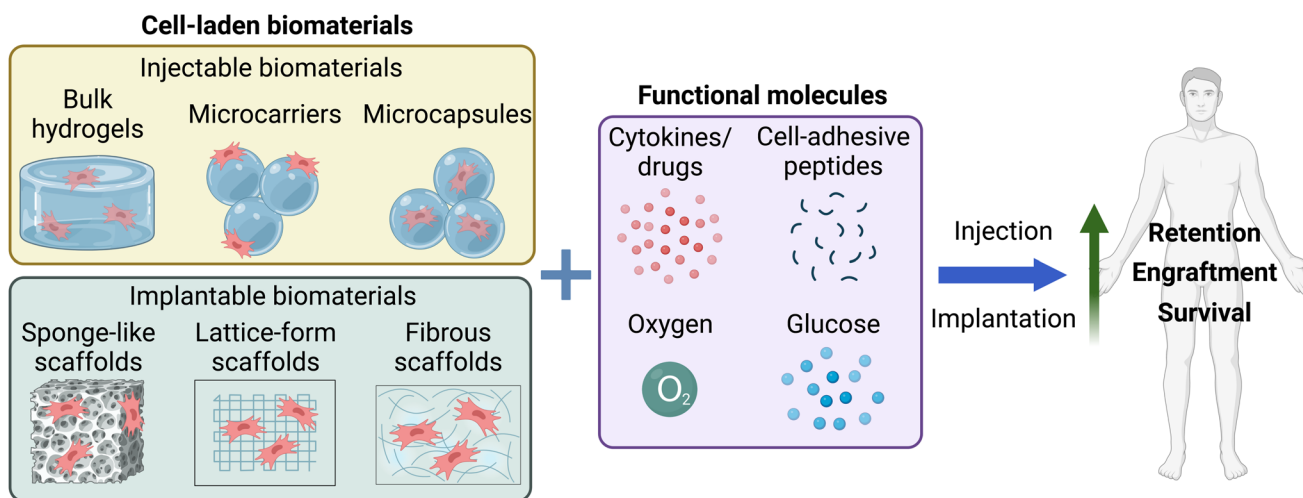 Cell-laden biomaterials
Injectable biomaterials
Bulk
hydrogels
Microcarriers
Microcapsules
Implantable biomaterials
Sponge-like
scaffolds
Lattice-form
scaffolds
Fibrous
scaffolds
+
Functional molecules
Cytokines/
drugs
Cell-adhesive
peptides
Oxygen
O2
Glucose
Injection
Implantation
Retention
Engraftment
Survival